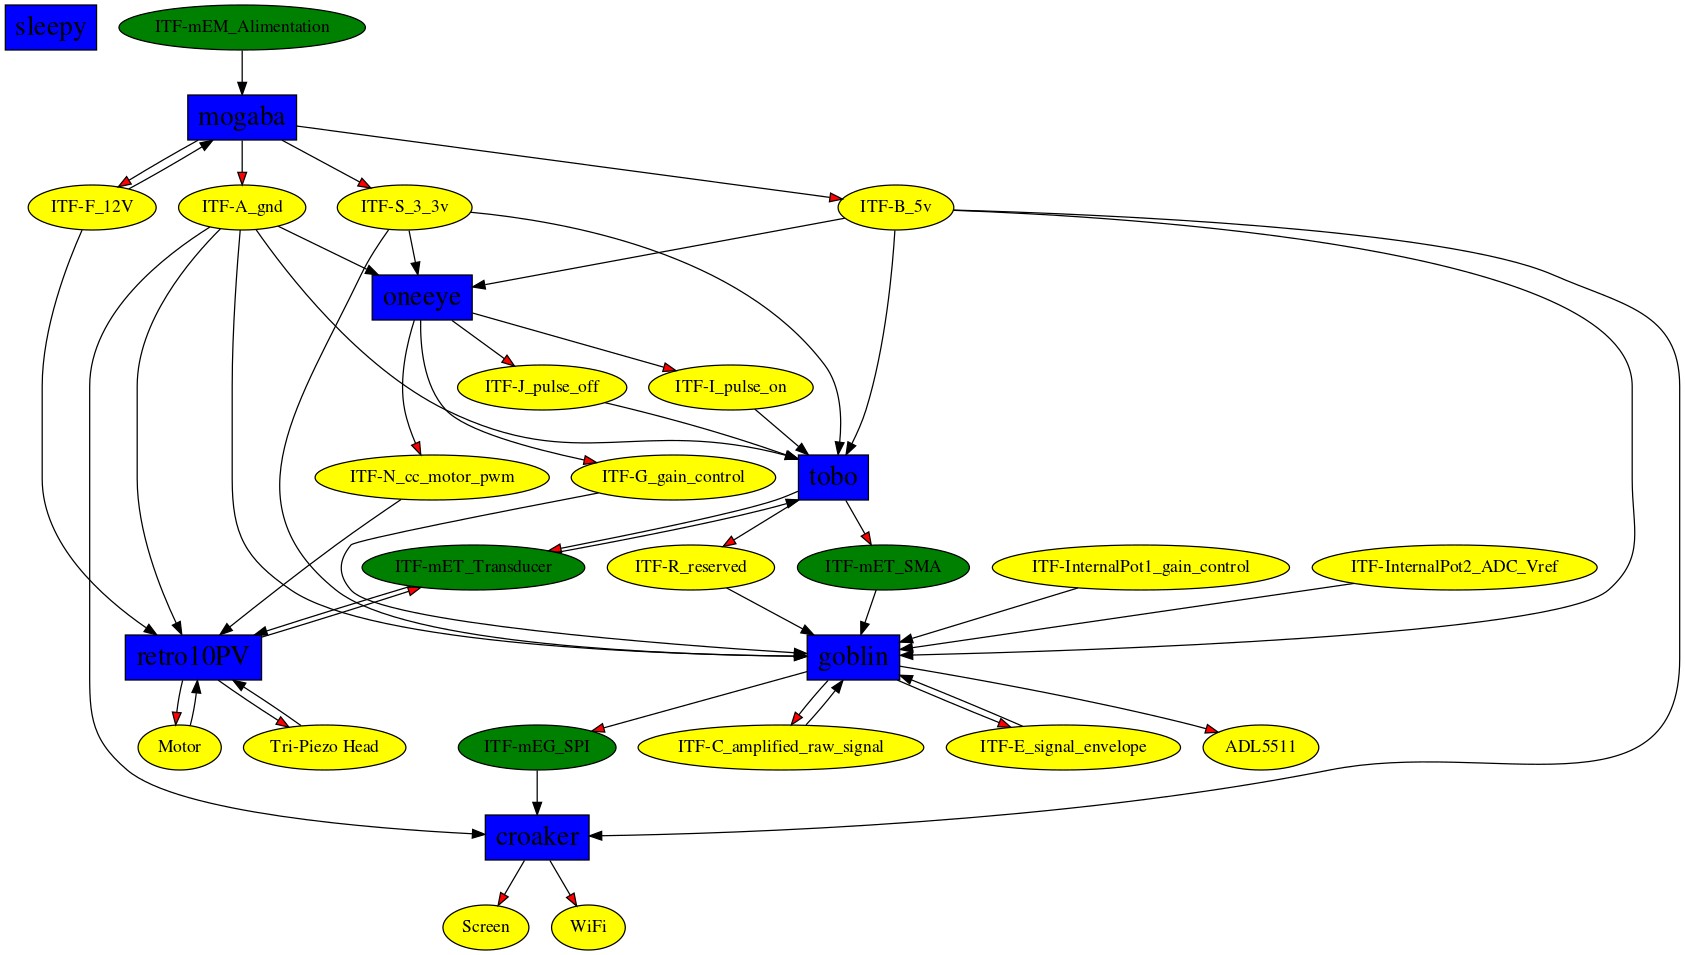 sleepy
ITF-mEM_Alimentation
mogaba
ITF-F_12V
ITF-A_gnd
ITF-S_3_3v
ITF-B_5v
oneeye
ITF-J_pulse_off
ITF-I_pulse_on
ITF-N_cc_motor_pwm
ITF-G_gain_control
tobo
ITF-mET_Transducer
ITF-R_reserved
ITF-mET_SMA
ITF-InternalPot1_gain_control
ITF-InternalPot2_ADC_Vref
retro10PV
goblin
Motor
Tri-Piezo Head
ITF-mEG_SPI
ITF-C_amplified_raw_signal
ITF-E_signal_envelope
ADL5511
croaker
Screen
WiFi